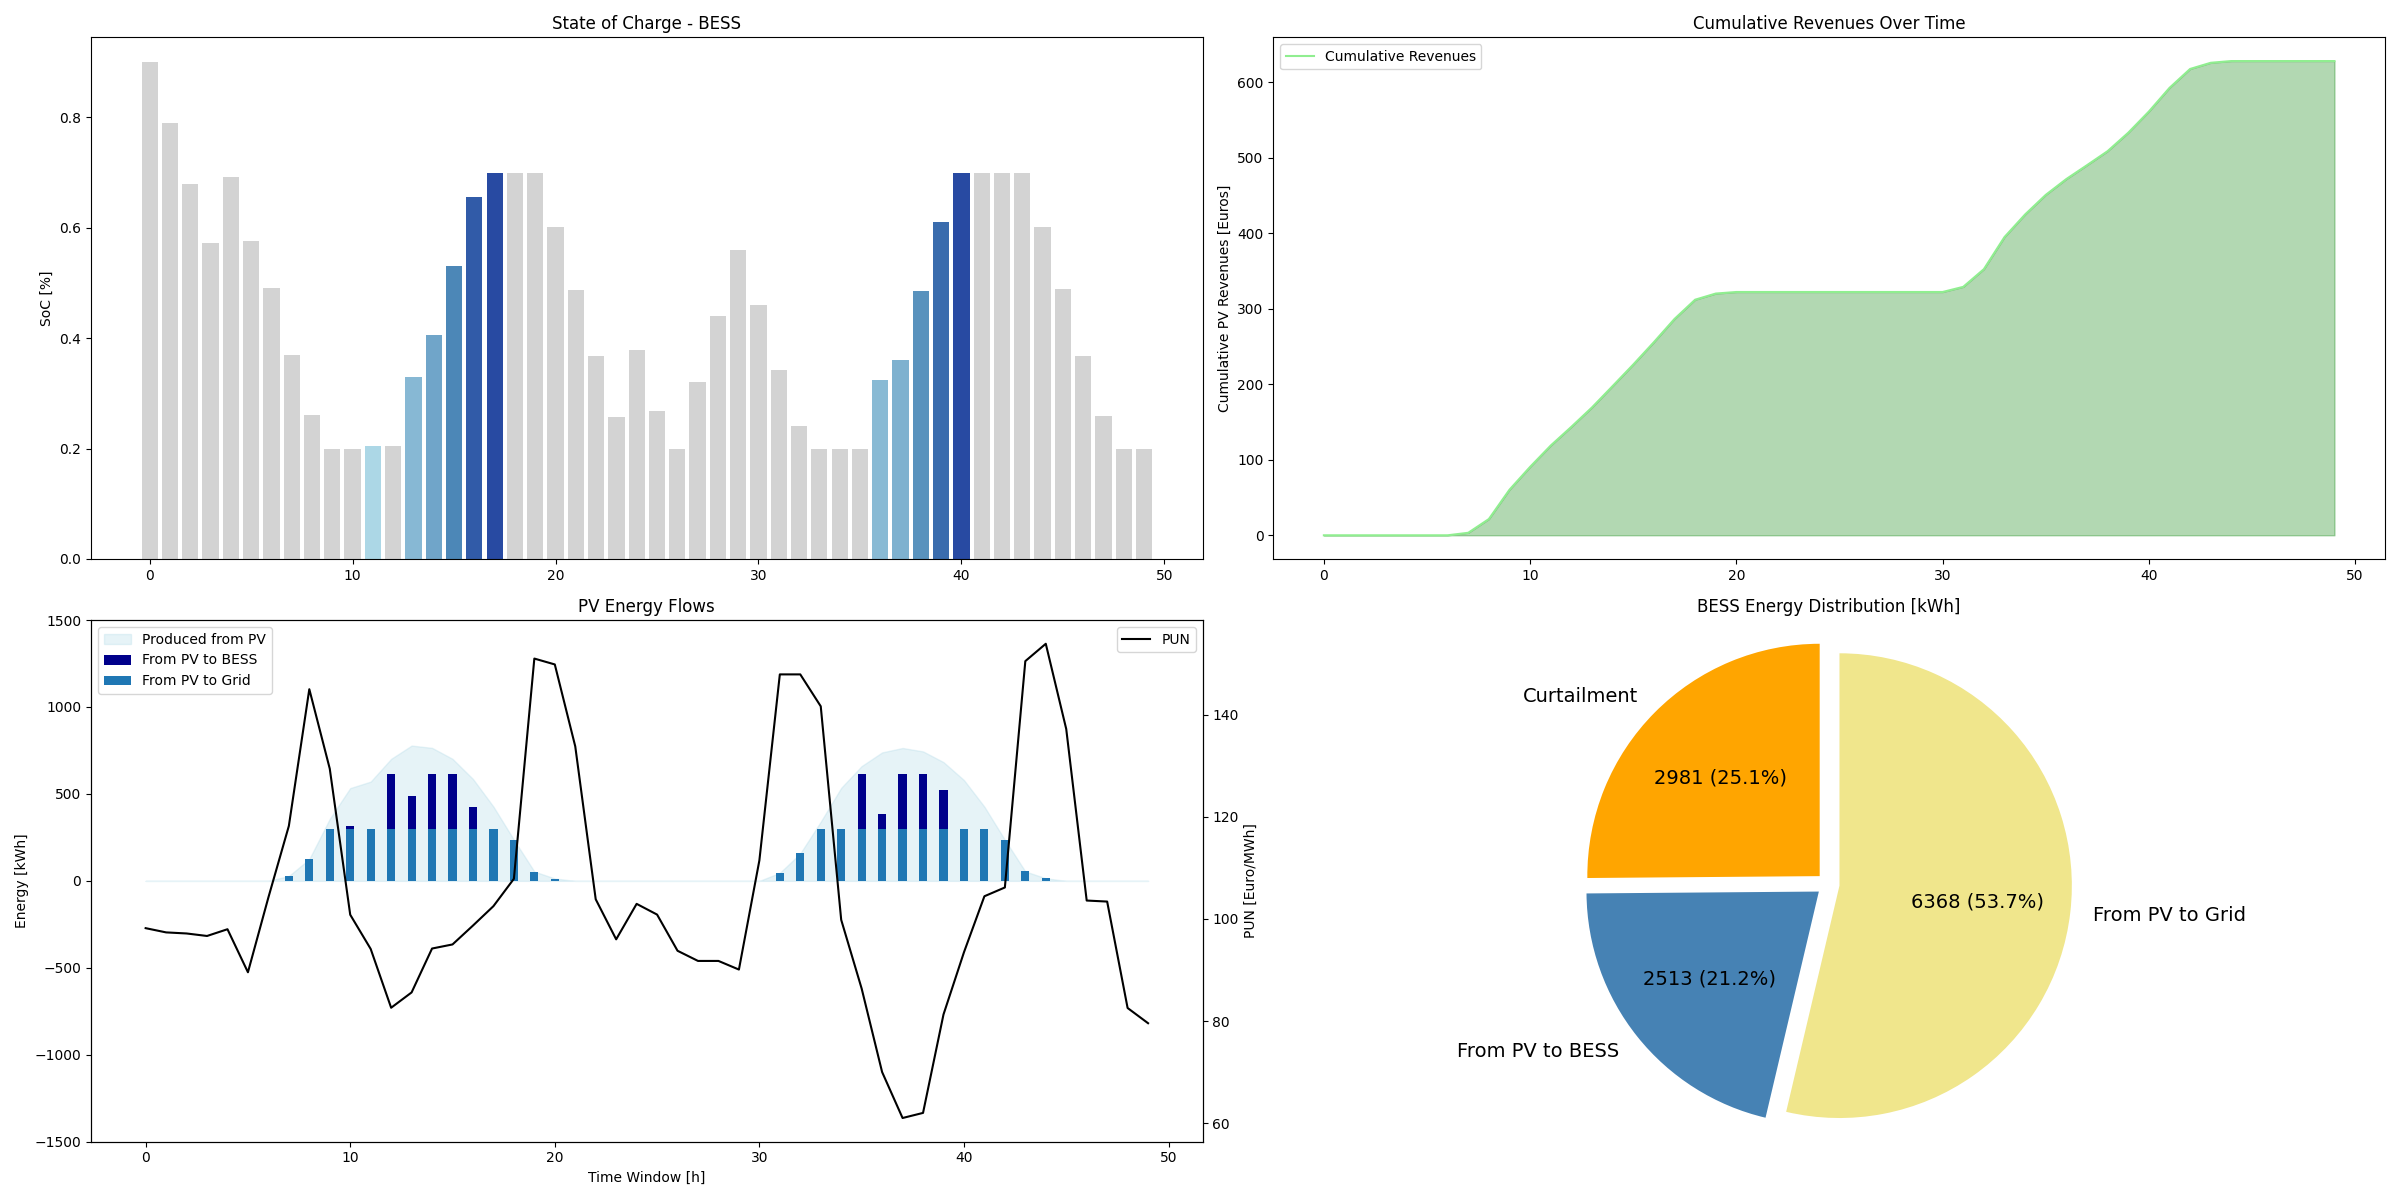 State of Charge - BESS
SoC [%]
0.8
0.6
0.4
0.2
0.0
0 10 20 30 40 50
Cumulative Revenues Over Time
Cumulative Revenues
Cumulative PV Revenues [Euros]
600
500
400
300
200
100
0
0 10 20 30 40 50
PV Energy Flows
Produced from PV
From PV to BESS
From PV to Grid
PUN
Energy [kWh]
1500
1000
500
0
−500
−1000
−1500
140
120
100
80
60
PUN [Euro/MWh]
0 10 20 30 40 50
Time Window [h]
BESS Energy Distribution [kWh]
Curtailment
2981 (25.1%)
6368 (53.7%)
From PV to Grid
2513 (21.2%)
From PV to BESS